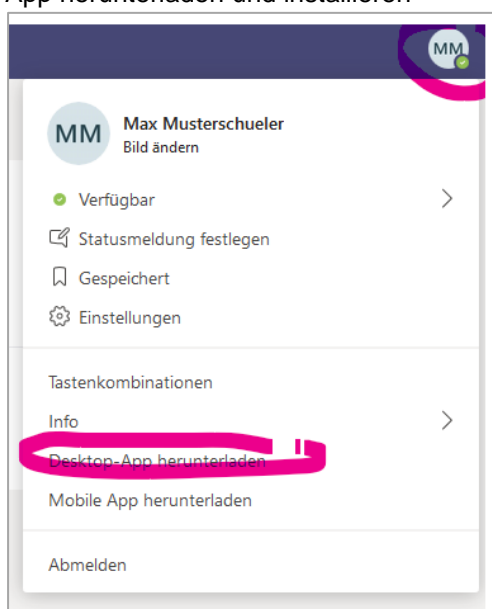 App herunterladen und installieren
MM
MM
Max Musterschueler
Bild ändern
Verfügbar
Statusmeldung festlegen
Gespeichert
Einstellungen
Tastenkombinationen
Info
Desktop-App herunterladen
Mobile App herunterladen
Abmelden